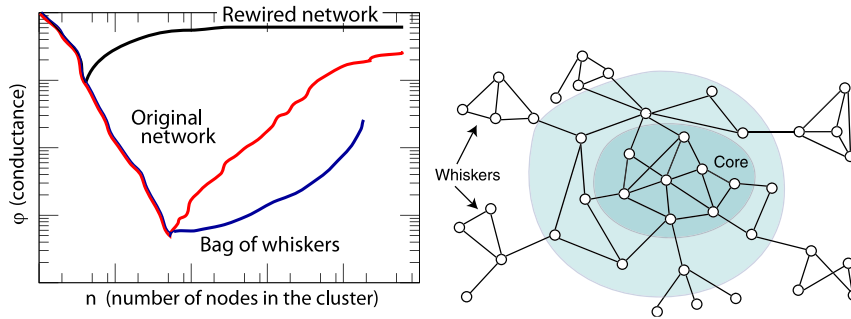 Rewired network
Original
network
Bag of whiskers
φ (conductance)
n (number of nodes in the cluster)
Whiskers
Core